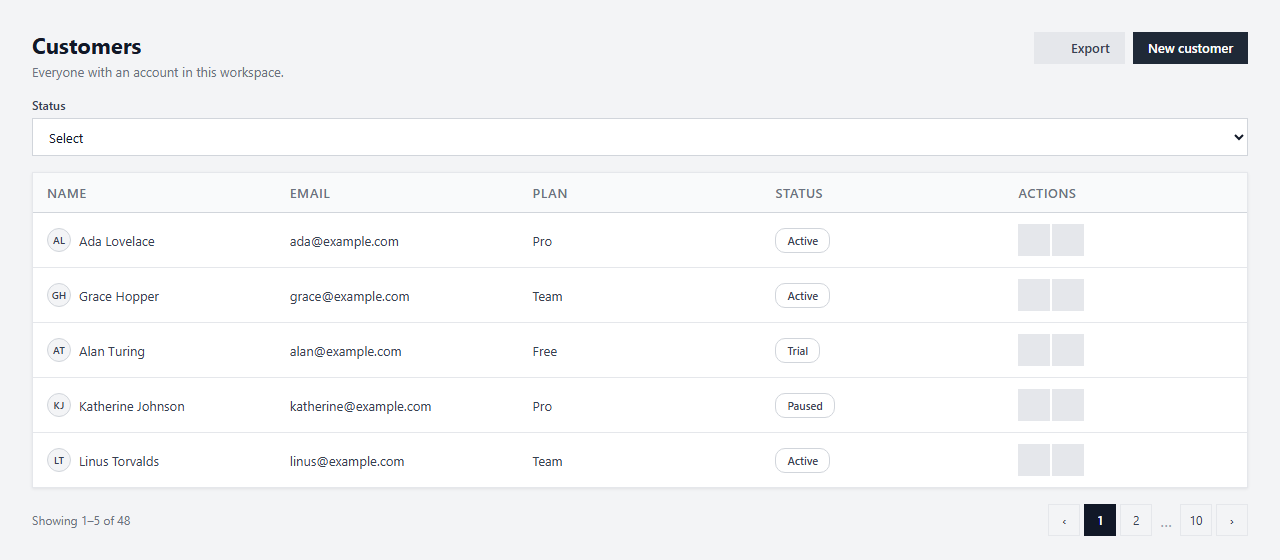 Customers
Export
New customer
Everyone with an account in this workspace.
Status
Select
NAME EMAIL PLAN STATUS ACTIONS
AL Ada Lovelace ada@example.com Pro Active
GH Grace Hopper grace@example.com Team Active
AT Alan Turing alan@example.com Free Trial
KJ Katherine Johnson katherine@example.com Pro Paused
LT Linus Torvalds linus@example.com Team Active
Showing 1–5 of 48 ‹ 1 2 … 10 ›